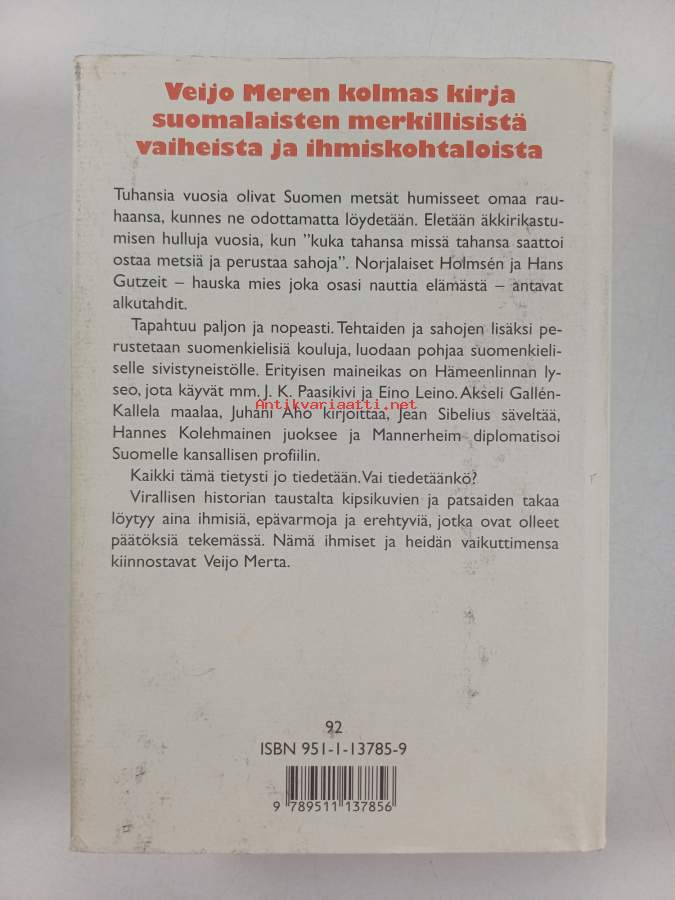 Veijo Meren kolmas kirja
suomalaisten merkillisistä
vaiheista ja ihmiskohtaloista
Tuhansia vuosia olivat Suomen metsät humisseet omaa rau-
haansa, kunnes ne odottamatta löydetään. Eletään äkkirikastu-
misen hulluja vuosia, kun ”kuka tahansa missä tahansa saattoi
ostaa metsiä ja perustaa sahoja”. Norjalaiset Holmsén ja Hans
Gutzeit – hauska mies joka osasi nauttia elämästä – antavat
alkutahdit.
Tapahtuu paljon ja nopeasti. Tehtaiden ja sahojen lisäksi pe-
rustetaan suomenkielisiä kouluja, luodaan pohjaa suomenkieli-
selle sivistyneistölle. Erityisen maineikas on Hämeenlinnan ly-
seo, jota käyvät mm. J. K. Paasikivi ja Eino Leino. Akseli Gallén-
Kallela maalaa, Juhani Aho kirjoittaa, Jean Sibelius säveltää,
Hannes Kolehmainen juoksee ja Mannerheim diplomatisoi
Suomelle kansallisen profiilin.
Kaikki tämä tietysti jo tiedetään. Vai tiedetäänkö?
Virallisen historian taustalta kipsikuvien ja patsaiden takaa
löytyy aina ihmisiä, epävarmoja ja erehtyviä, jotka ovat olleet
päätöksiä tekemässä. Nämä ihmiset ja heidän vaikuttimensa
kiinnostavat Veijo Merta.
Antikvariaatti.net
92
ISBN 951-1-13785-9
9 789511 137856